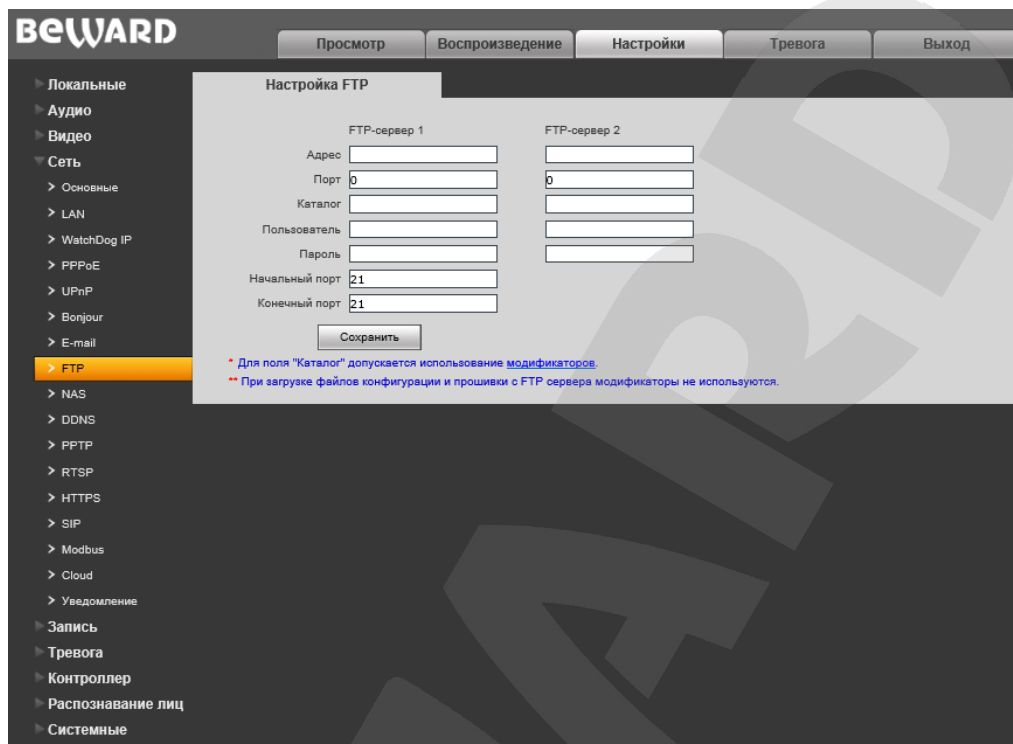 BEWARD
Просмотр Воспроизведение Настройки Тревога Выход
Локальные
Аудио
Видео
Сеть
Основные
LAN
WatchDog IP
PPPoE
UPnP
Bonjour
E-mail
FTP
NAS
DDNS
PPTP
RTSP
HTTPS
SIP
Modbus
Cloud
Уведомление
Запись
Тревога
Контроллер
Распознавание лиц
Системные
Настройка FTP
FTP-сервер 1 FTP-сервер 2
Адрес
Порт 0 0
Каталог
Пользователь
Пароль
Начальный порт 21
Конечный порт 21
Сохранить
* Для поля "Каталог" допускается использование модификаторов.
** При загрузке файлов конфигурации и прошивки с FTP сервера модификаторы не используются.